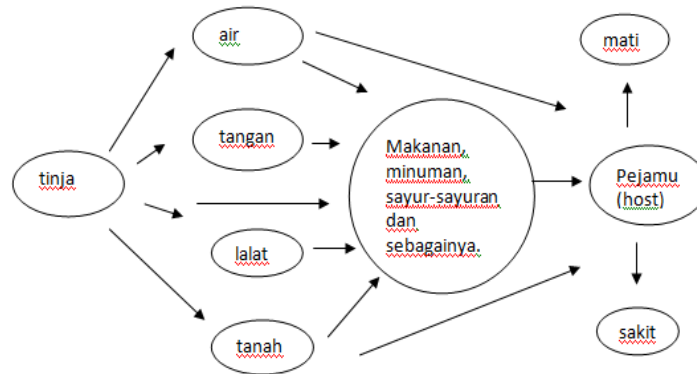 air
mati
tangan
Makanan,
minuman,
sayur-sayuran
dan
sebagainya.
tinja
Pejamu
(host)
lalat
tanah
sakit